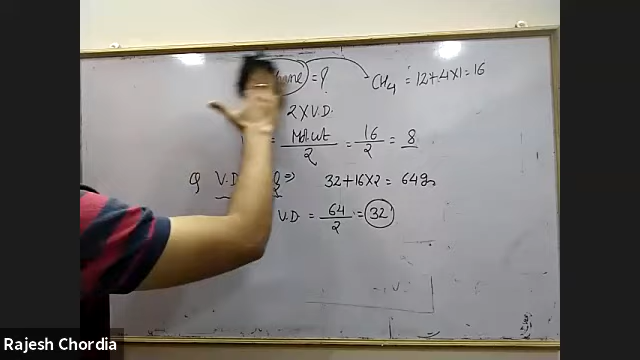 = ? CH4 = 12+4×1=16
2 X V.D.
= Mol.wt/2 = 16/2 = 8
Q V.D ⇒ 32+16×2 = 64g
V.D = 64/2 = 32
Rajesh Chordia